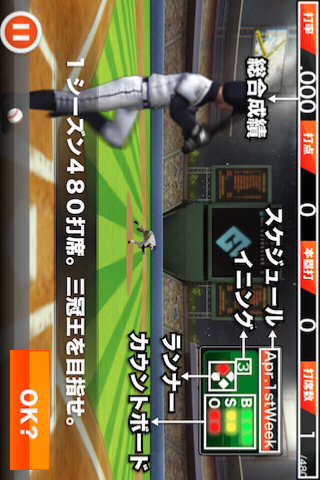 打率 .000 打点 0 本塁打 0 打席数 1/480
総合成績
スケジュール
Apr.1stWeek
イニング
3
B
S
O
ランナー
カウントボード
1シーズン480打席。三冠王を目指せ。
OK?